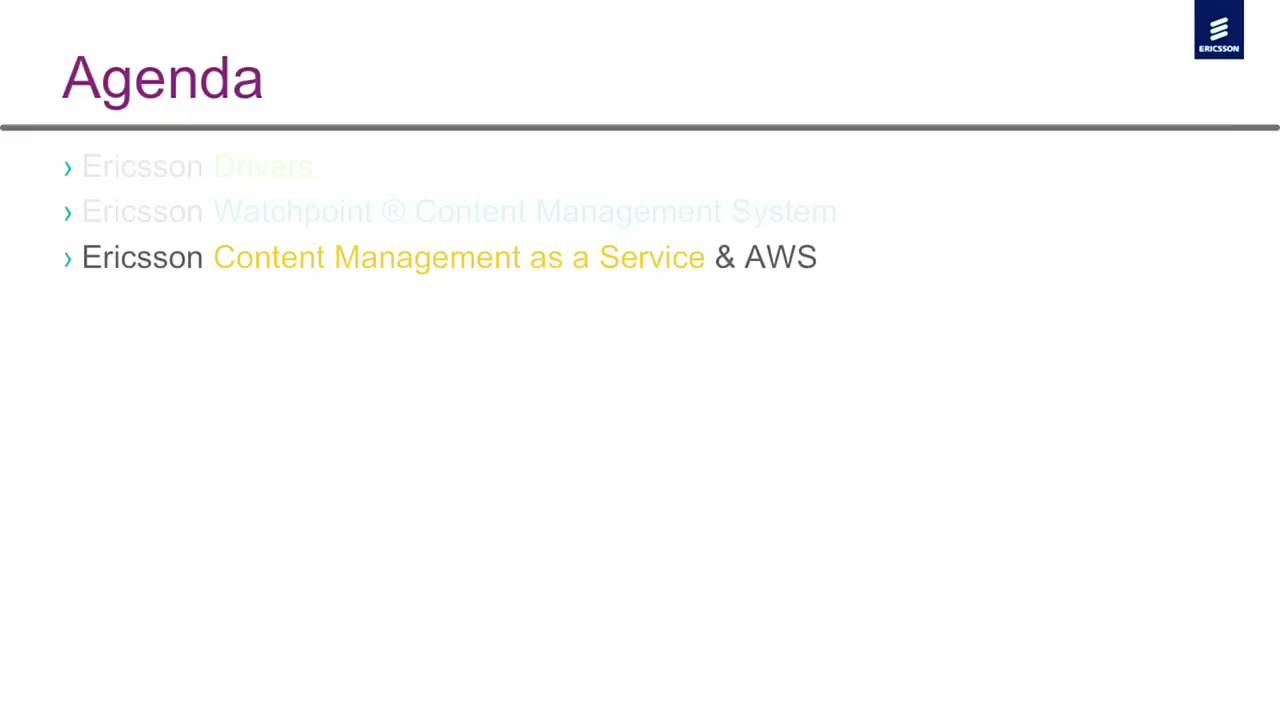 ERICSSON
Agenda
› Ericsson Drivers
› Ericsson Watchpoint ® Content Management System
› Ericsson Content Management as a Service & AWS